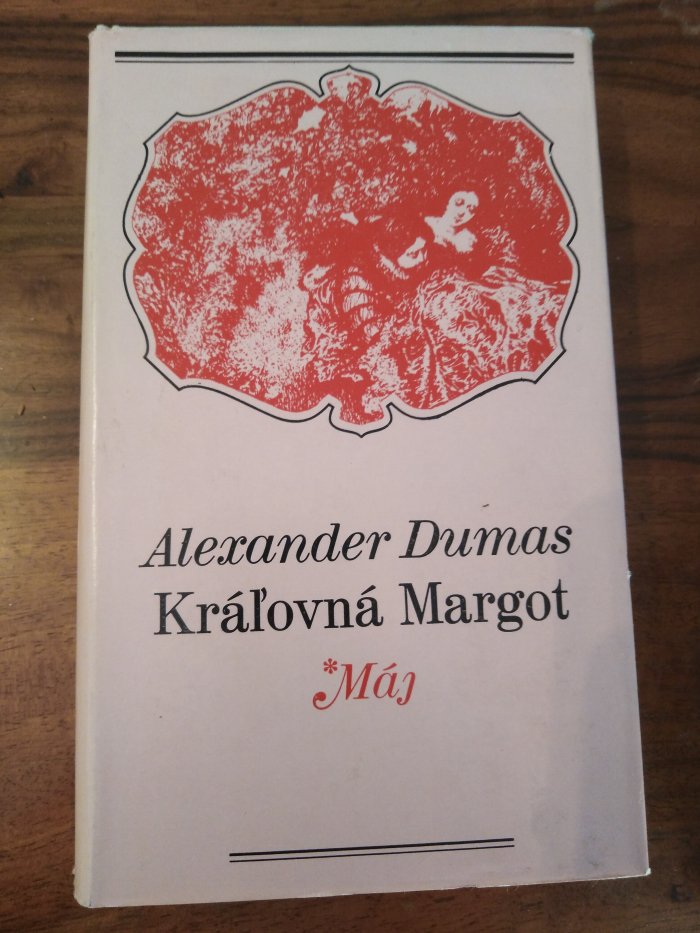 Alexander Dumas
Kráľovná Margot
*Máj